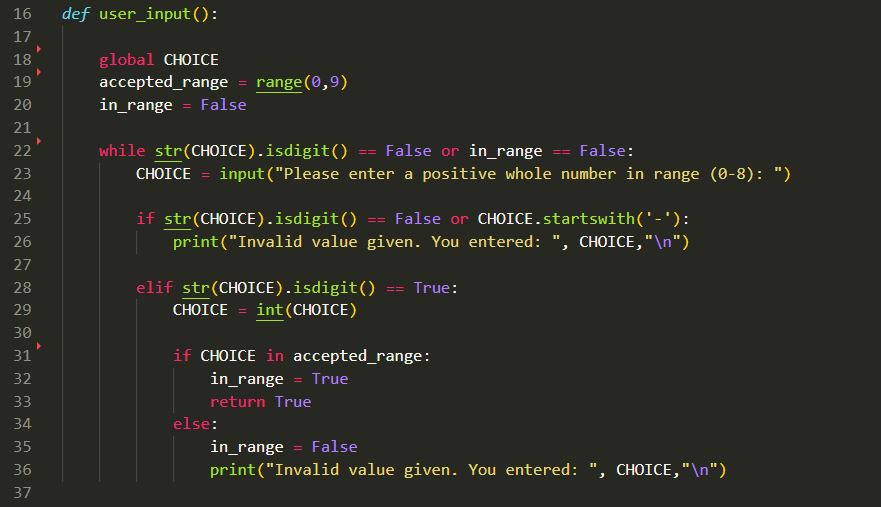 16 def user_input():
17
18     global CHOICE
19     accepted_range = range(0,9)
20     in_range = False
21
22     while str(CHOICE).isdigit() == False or in_range == False:
23         CHOICE = input("Please enter a positive whole number in range (0-8): ")
24
25         if str(CHOICE).isdigit() == False or CHOICE.startswith('-'):
26             print("Invalid value given. You entered: ", CHOICE,"\n")
27
28         elif str(CHOICE).isdigit() == True:
29             CHOICE = int(CHOICE)
30
31             if CHOICE in accepted_range:
32                 in_range = True
33                 return True
34             else:
35                 in_range = False
36                 print("Invalid value given. You entered: ", CHOICE,"\n")
37